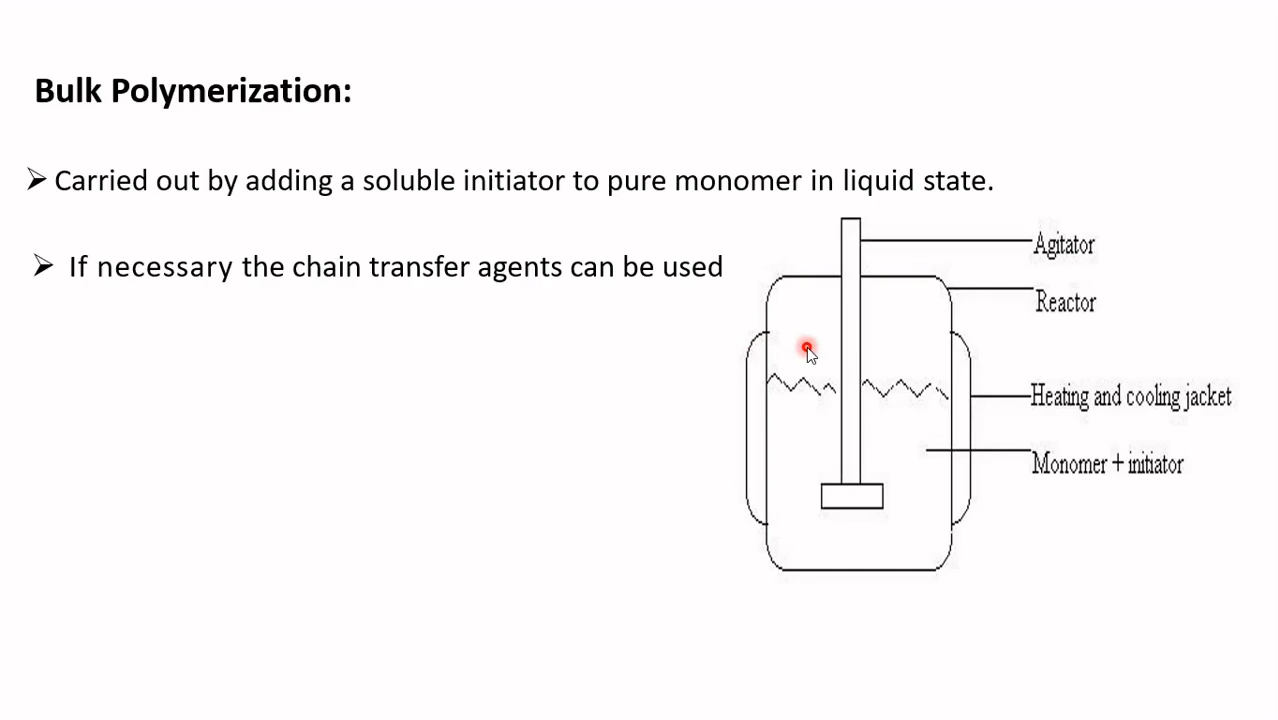 Bulk Polymerization:
➢ Carried out by adding a soluble initiator to pure monomer in liquid state.
➢ If necessary the chain transfer agents can be used
Agitator
Reactor
Heating and cooling jacket
Monomer + initiator